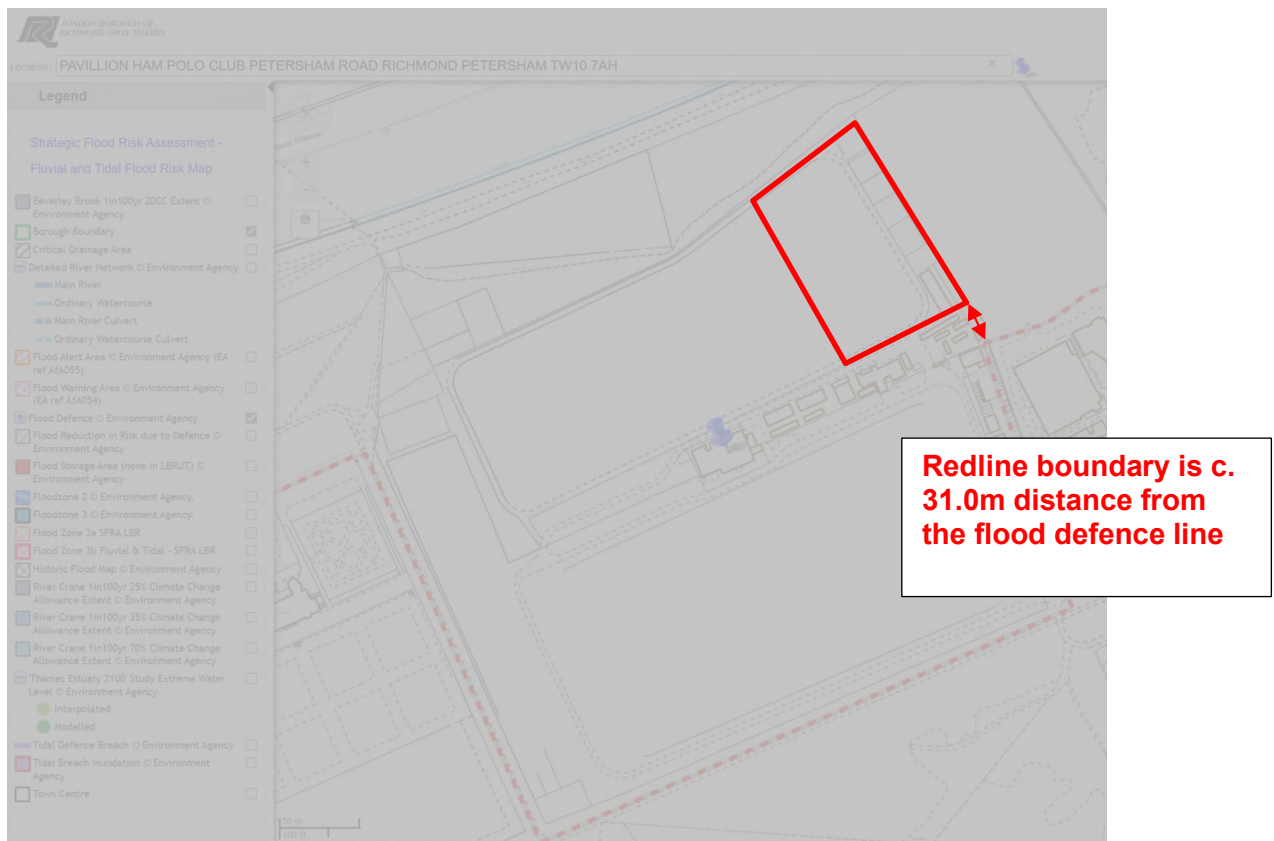 LONDON BOROUGH OF
RICHMOND UPON THAMES
Location: PAVILLION HAM POLO CLUB PETERSHAM ROAD RICHMOND PETERSHAM TW10 7AH ×
Legend
Strategic Flood Risk Assessment -
Fluvial and Tidal Flood Risk Map
Beverley Brook 1in100yr 20CC Extent ©
Environment Agency
Borough Boundary
Critical Drainage Area
Detailed River Network © Environment Agency
Main River
Ordinary Watercourse
Main River Culvert
Ordinary Watercourse Culvert
Flood Alert Area © Environment Agency (EA
ref AfA055)
Flood Warning Area © Environment Agency
(EA ref AfA054)
Flood Defence © Environment Agency
Flood Reduction in Risk due to Defence ©
Environment Agency
Flood Storage Area (none in LBRUT) ©
Environment Agency
Floodzone 2 © Environment Agency.
Floodzone 3 © Environment Agency.
Flood Zone 3a SFRA LBR
Flood Zone 3b Fluvial & Tidal - SFRA LBR
Historic Flood Map © Environment Agency
River Crane 1in100yr 25% Climate Change
Allowance Extent © Environment Agency
River Crane 1in100yr 35% Climate Change
Allowance Extent © Environment Agency
River Crane 1in100yr 70% Climate Change
Allowance Extent © Environment Agency
Thames Estuary 2100 Study Extreme Water
Level © Environment Agency
Interpolated
Modelled
Tidal Defence Breach © Environment Agency
Tidal Breach Inundation © Environment
Agency
Town Centre
50 m
100 ft
Redline boundary is c.
31.0m distance from
the flood defence line